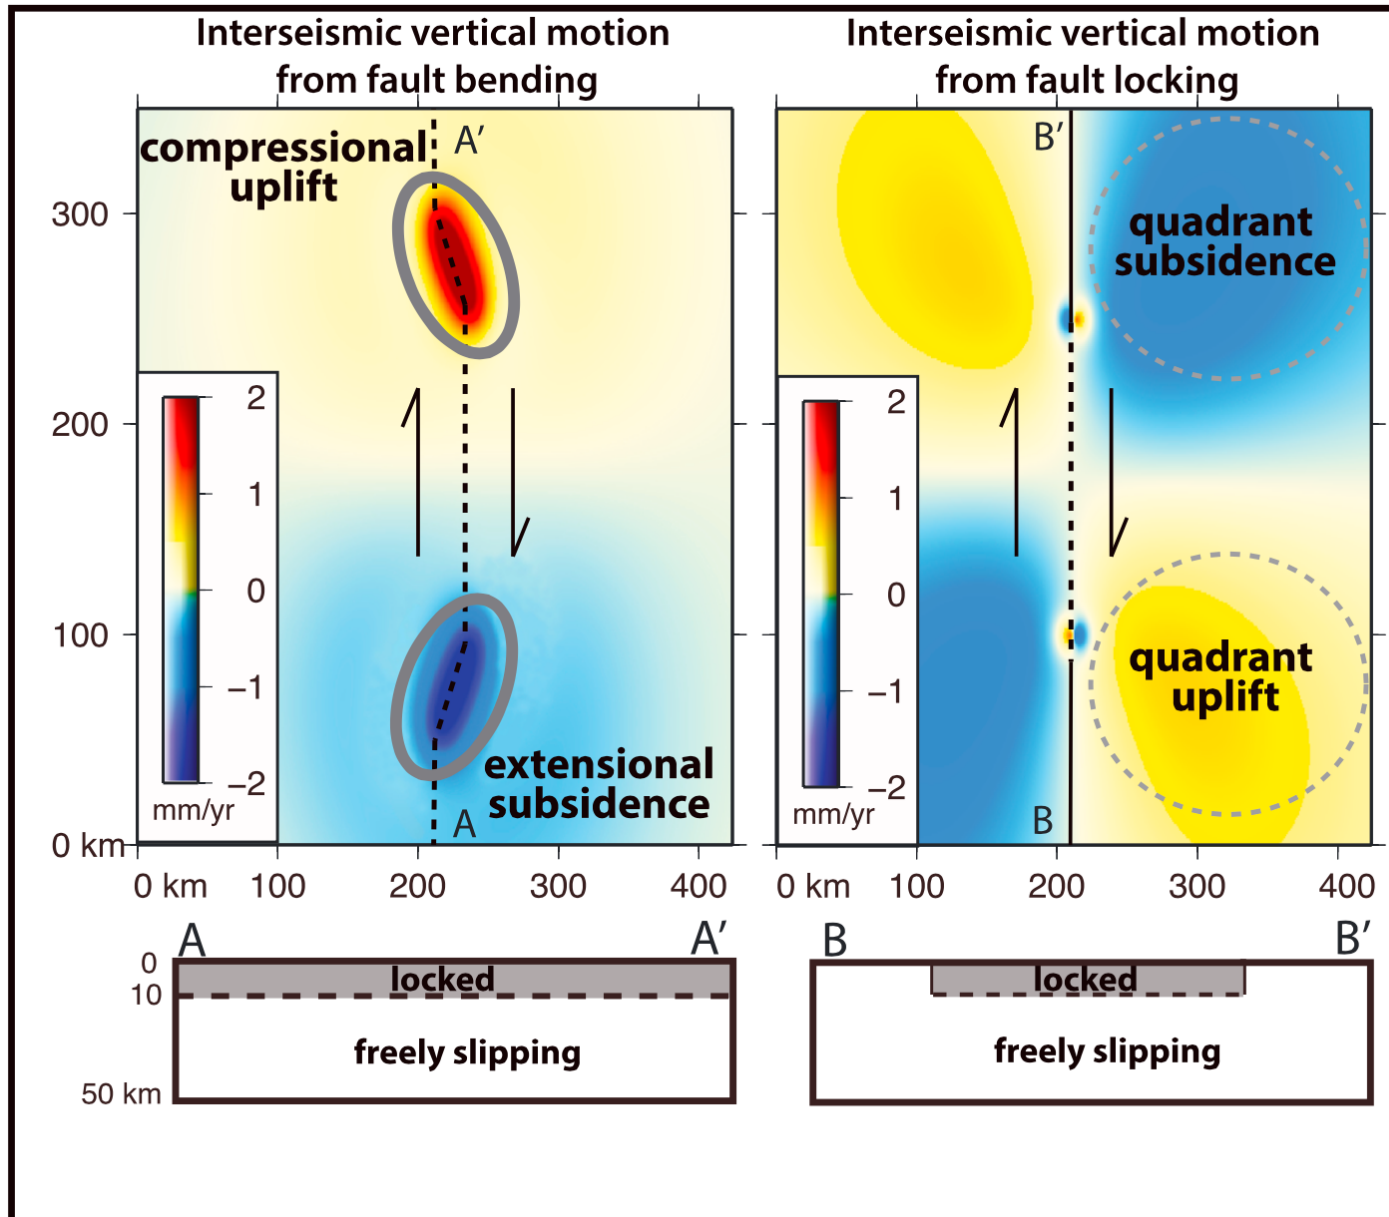 Interseismic vertical motion
from fault bending
A'
compressional
uplift
300
200
100
0 km
2
1
0
−1
−2
mm/yr
extensional
subsidence
A
0 km 100 200 300 400
Interseismic vertical motion
from fault locking
B'
quadrant
subsidence
2
1
0
−1
−2
mm/yr
quadrant
uplift
B
0 km 100 200 300 400
A A'
0
10
50 km
locked
freely slipping
B B'
locked
freely slipping